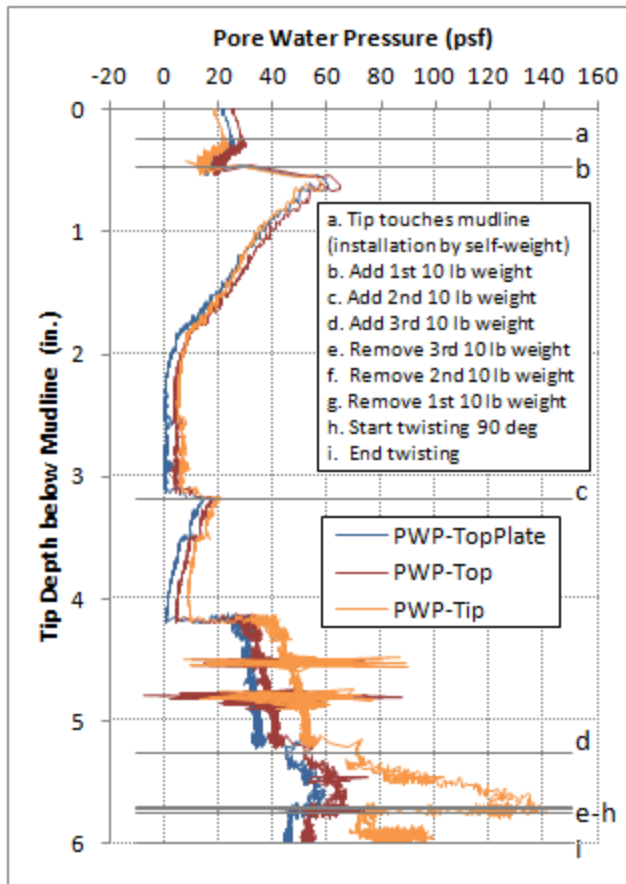 Pore Water Pressure (psf)
-20 0 20 40 60 80 100 120 140 160
0
1
2
3
4
5
6
Tip Depth below Mudline (in.)
a
b
a. Tip touches mudline
(installation by self-weight)
b. Add 1st 10 lb weight
c. Add 2nd 10 lb weight
d. Add 3rd 10 lb weight
e. Remove 3rd 10 lb weight
f. Remove 2nd 10 lb weight
g. Remove 1st 10 lb weight
h. Start twisting 90 deg
i. End twisting
c
PWP-TopPlate
PWP-Top
PWP-Tip
d
e-h
i